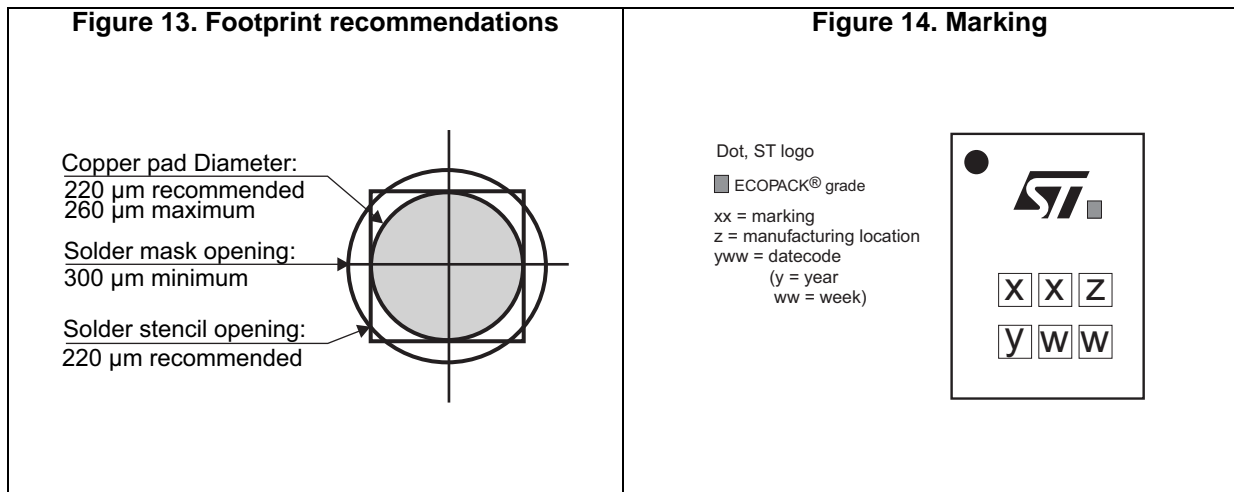 Figure 13. Footprint recommendations
Copper pad Diameter:
220 µm recommended
260 µm maximum
Solder mask opening:
300 µm minimum
Solder stencil opening:
220 µm recommended
Figure 14. Marking
Dot, ST logo
ECOPACK® grade
xx = marking
z = manufacturing location
yww = datecode
(y = year
ww = week)
ST
x x z
y w w